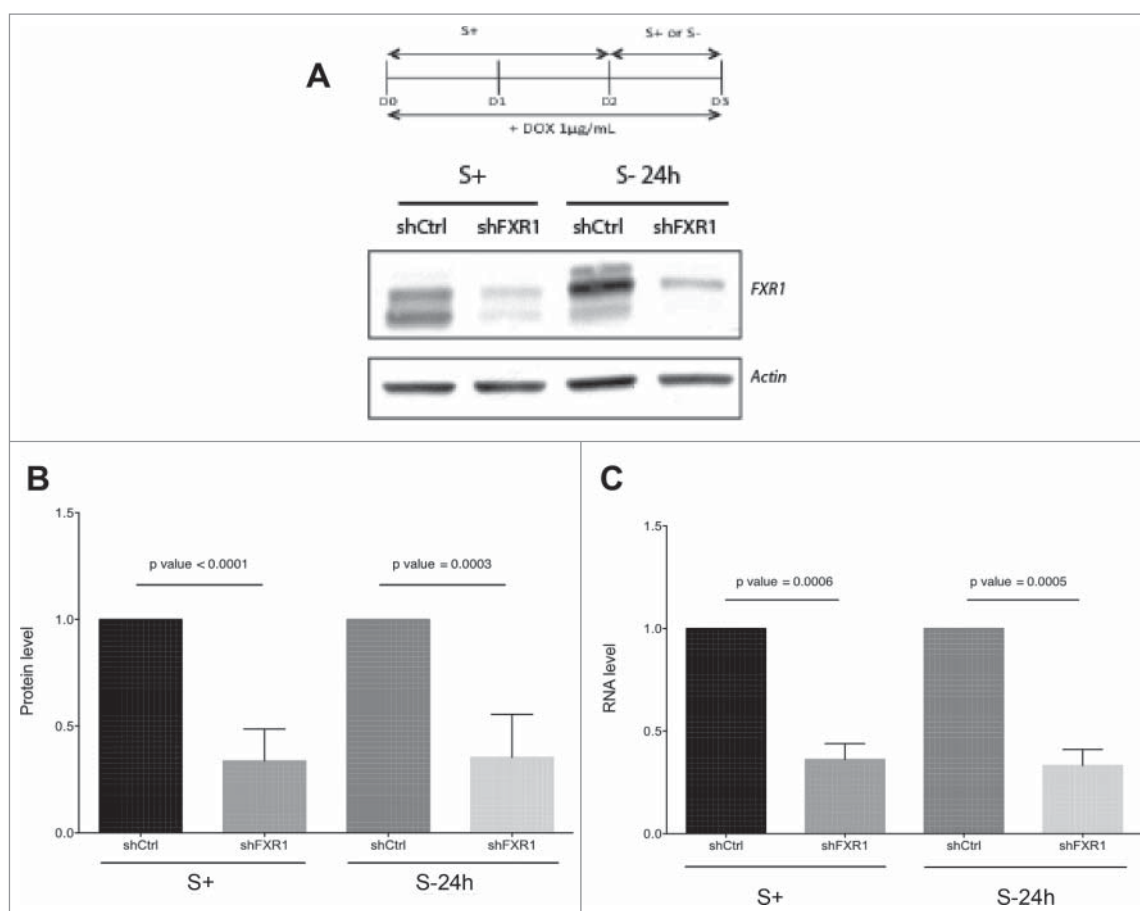 A
S+ S+ or S-
D0 D1 D2 D3
+ DOX 1µg/mL
S+ S- 24h
shCtrl shFXR1 shCtrl shFXR1
FXR1
Actin
B
1.5
p value < 0.0001 p value = 0.0003
1.0
Protein level
0.5
0.0
shCtrl shFXR1 shCtrl shFXR1
S+ S-24h
C
1.5
p value = 0.0006 p value = 0.0005
1.0
RNA level
0.5
0.0
shCtrl shFXR1 shCtrl shFXR1
S+ S-24h